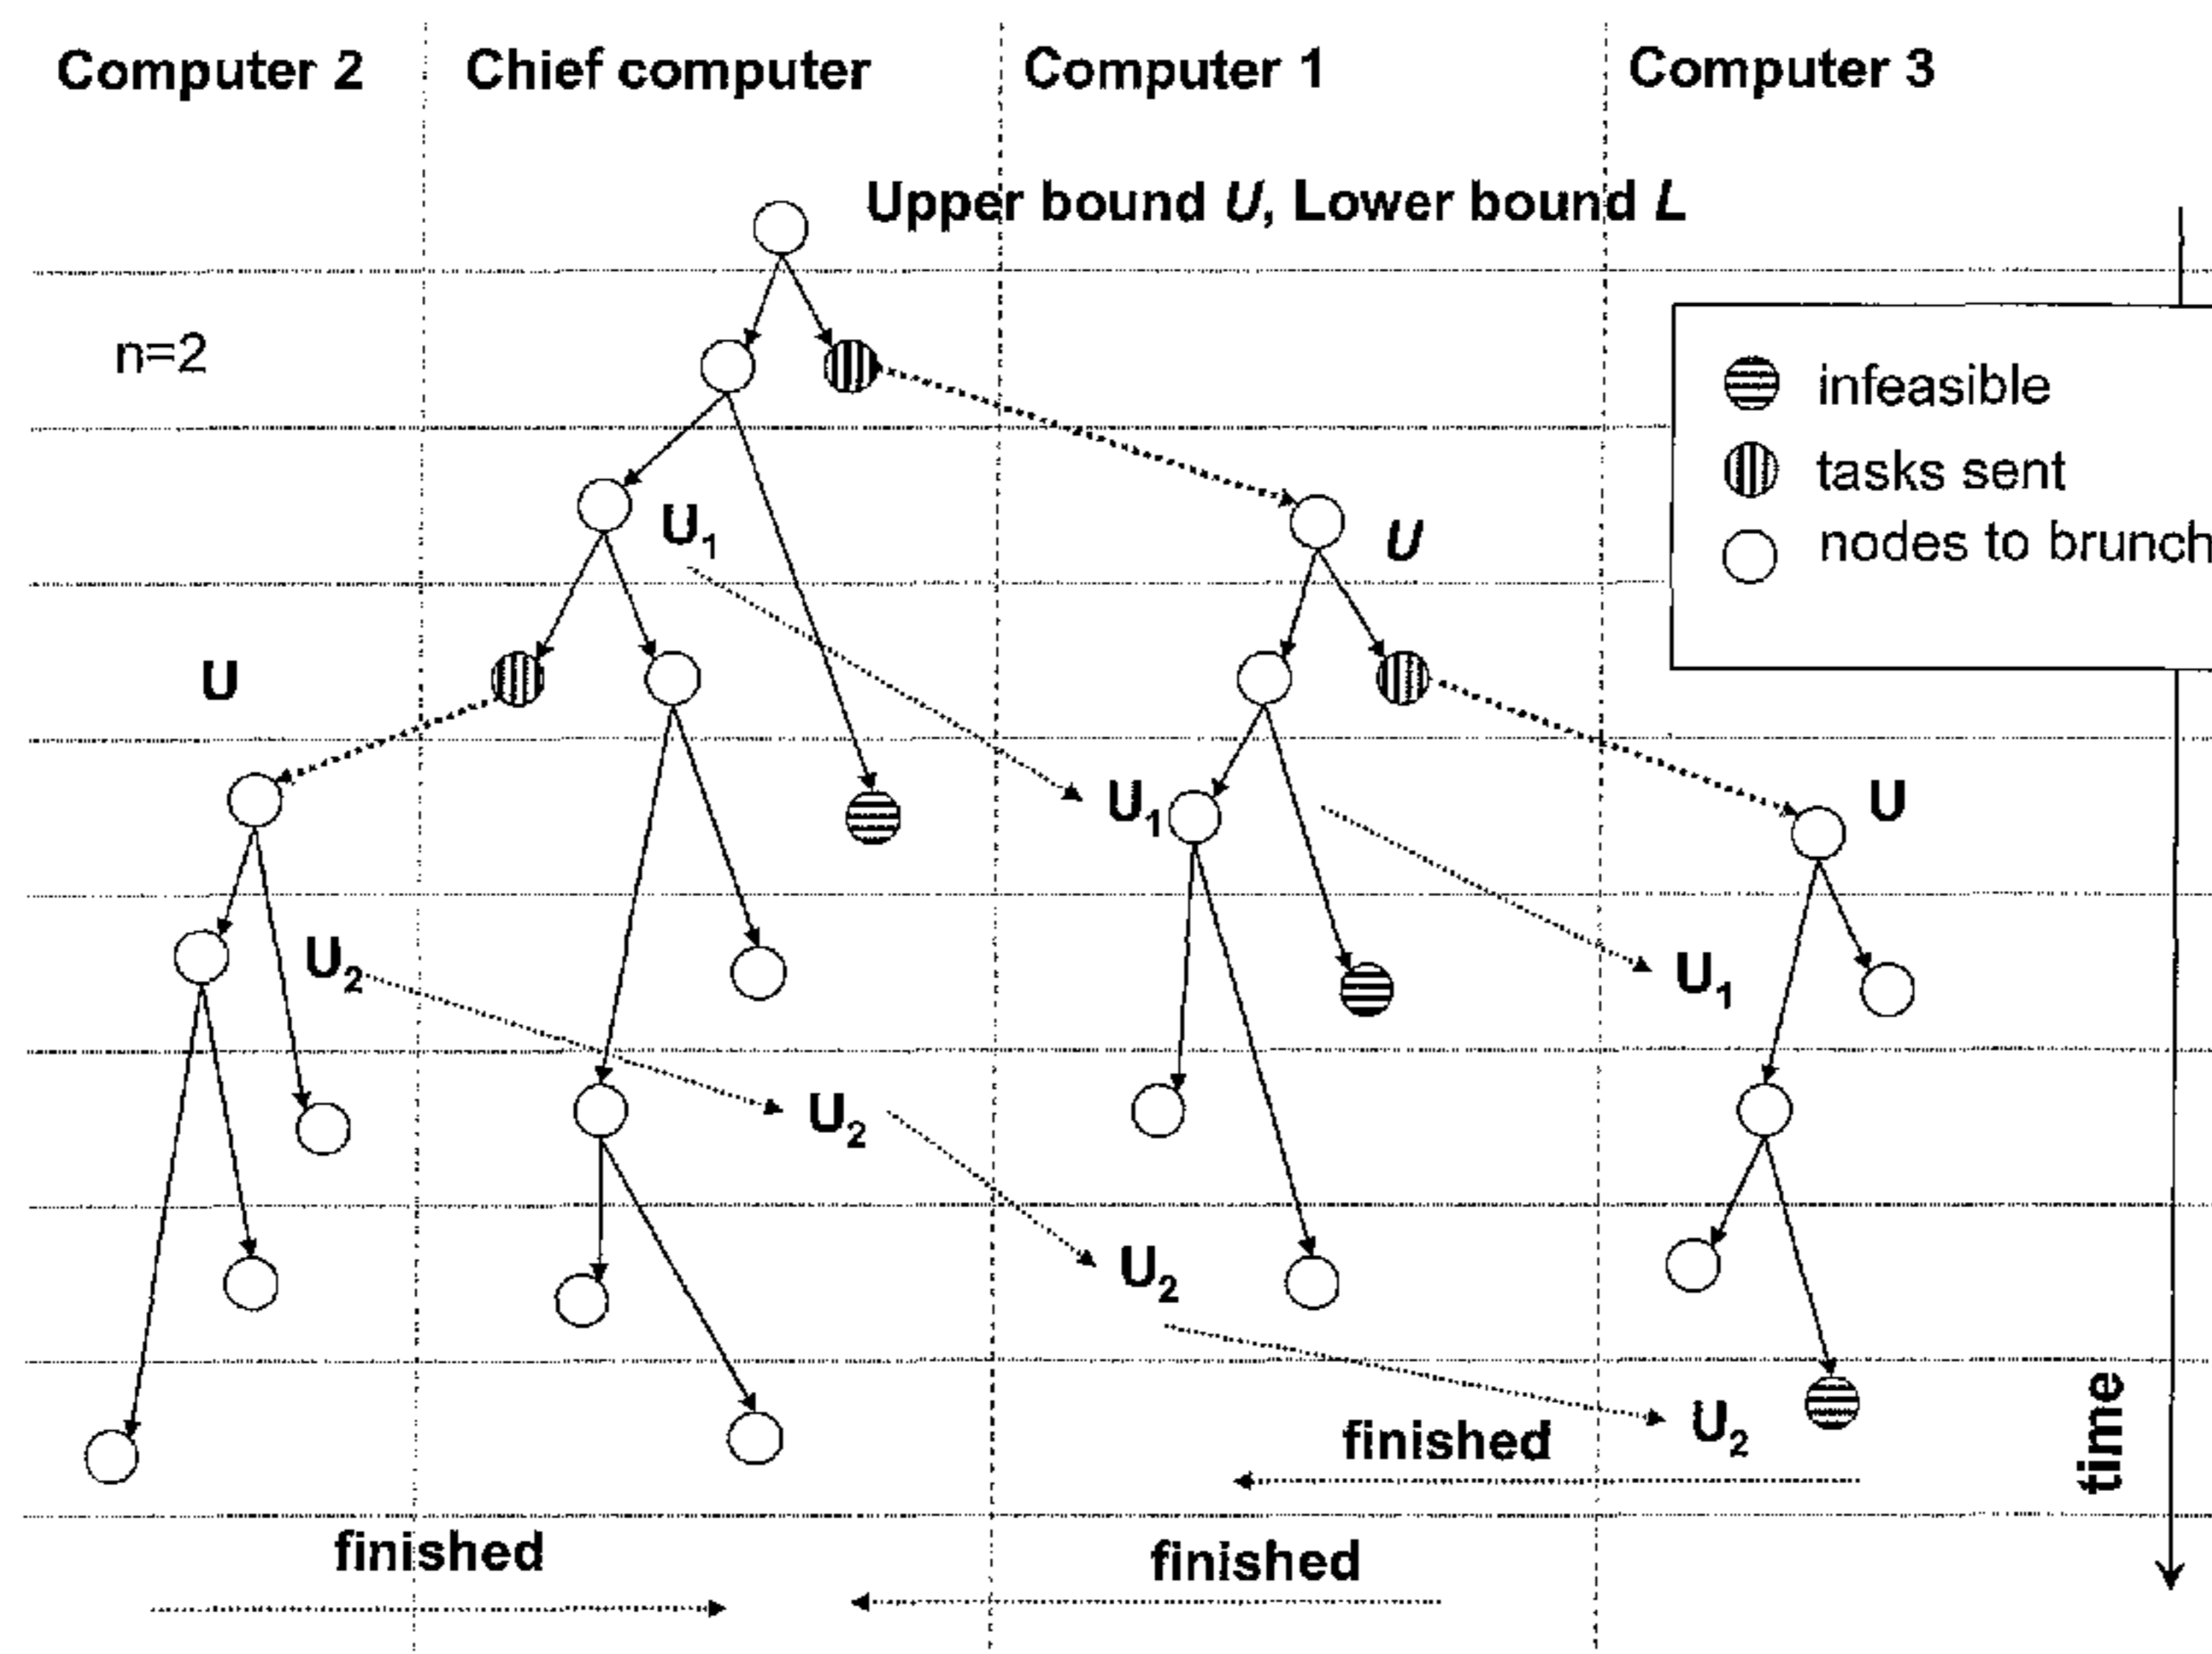 Computer 2 Chief computer Computer 1 Computer 3
Upper bound U, Lower bound L
n=2
infeasible
tasks sent
nodes to brunch
U1
U
U
U1
U
U2
U1
U2
U2
U2
finished
time
finished
finished